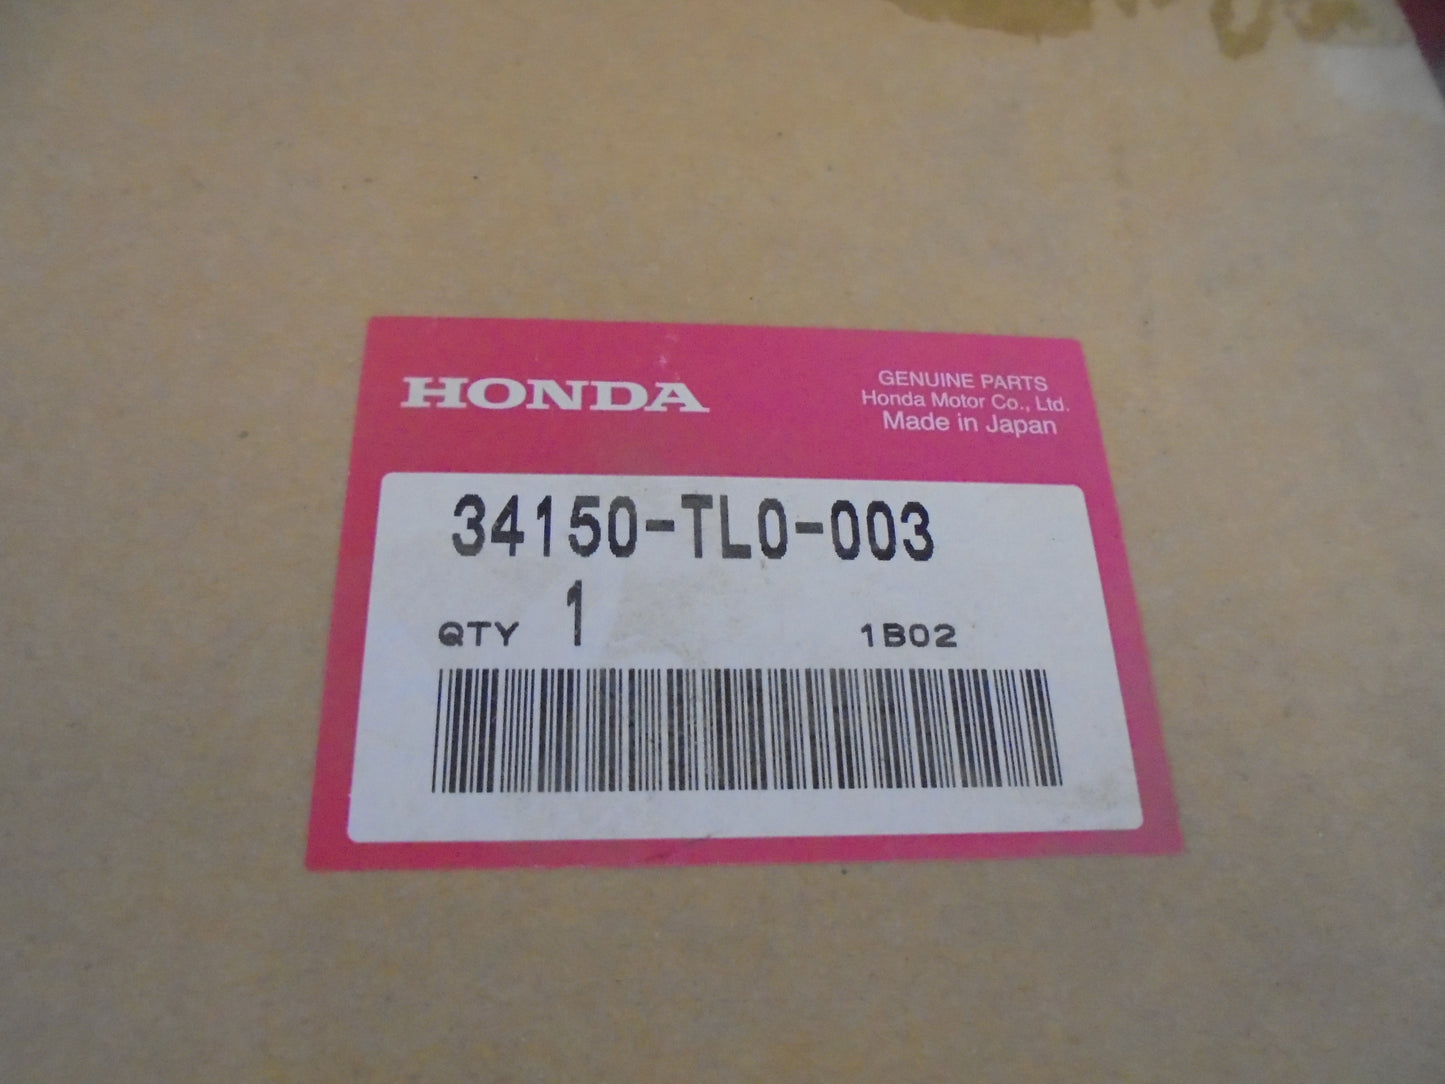 HONDA
GENUINE PARTS
Honda Motor Co., Ltd.
Made in Japan
34150-TL0-003
QTY 1 1B02